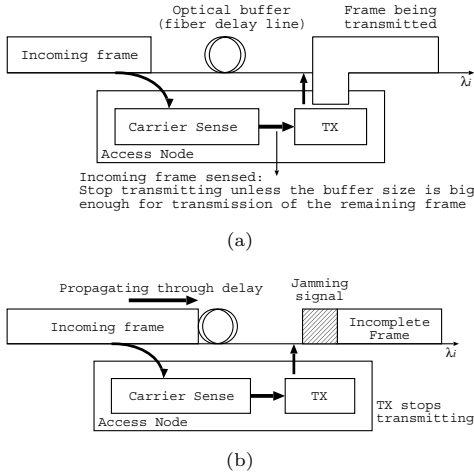 Optical buffer
(fiber delay line)
Frame being
transmitted
Incoming frame
λi
Carrier Sense
TX
Access Node
Incoming frame sensed:
Stop transmitting unless the buffer size is big
enough for transmission of the remaining frame
(a)
Propagating through delay
Jamming
signal
Incoming frame
Incomplete
Frame
λi
Carrier Sense
TX
Access Node
TX stops
transmitting
(b)